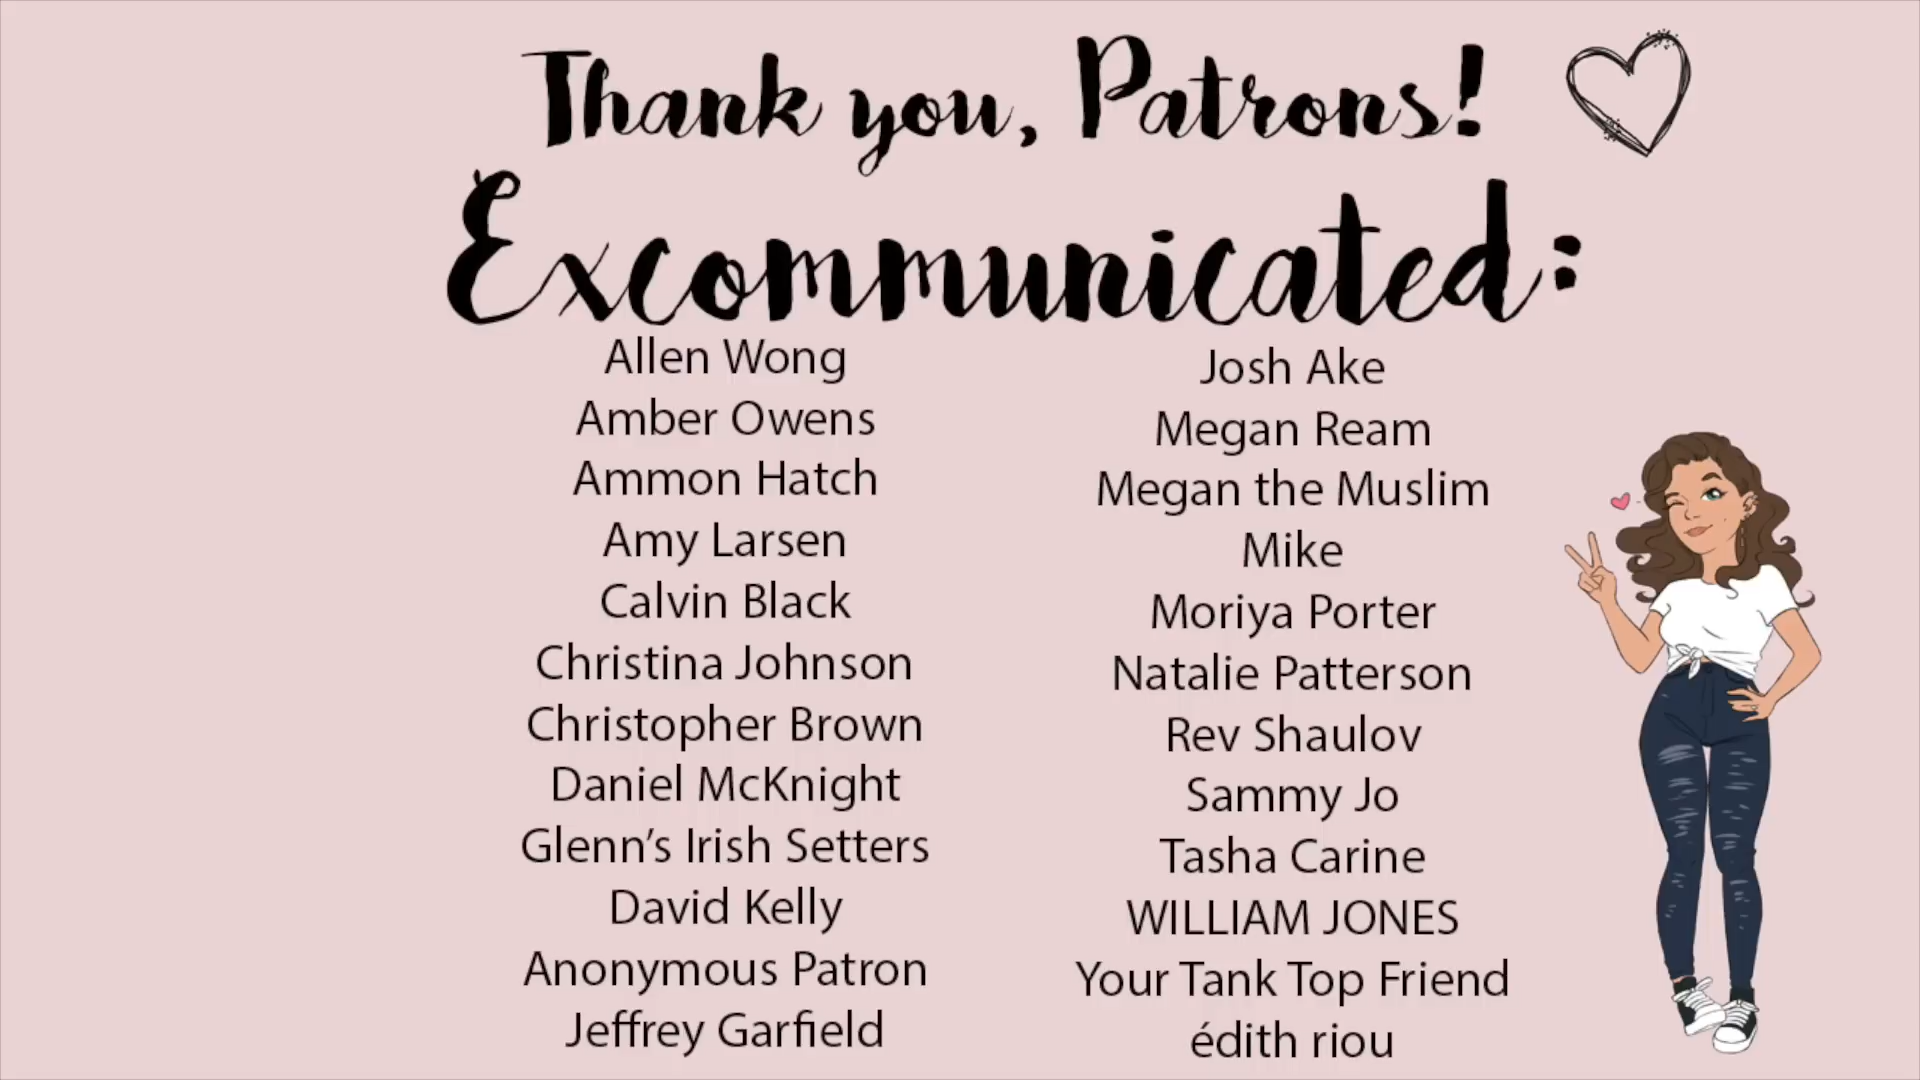 Thank you, Patrons!
Excommunicated:
Allen Wong
Amber Owens
Ammon Hatch
Amy Larsen
Calvin Black
Christina Johnson
Christopher Brown
Daniel McKnight
Glenn’s Irish Setters
David Kelly
Anonymous Patron
Jeffrey Garfield
Josh Ake
Megan Ream
Megan the Muslim
Mike
Moriya Porter
Natalie Patterson
Rev Shaulov
Sammy Jo
Tasha Carine
WILLIAM JONES
Your Tank Top Friend
édith riou